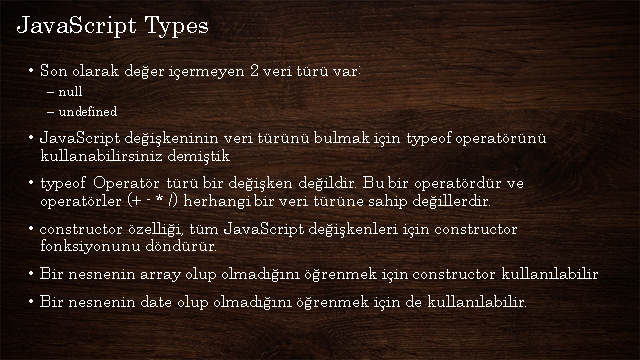 JavaScript Types
• Son olarak değer içermeyen 2 veri türü var:
– null
– undefined
• JavaScript değişkeninin veri türünü bulmak için typeof operatörünü
kullanabilirsiniz demiştik
• typeof Operatör türü bir değişken değildir. Bu bir operatördür ve
operatörler (+ - * /) herhangi bir veri türüne sahip değillerdir.
• constructor özelliği, tüm JavaScript değişkenleri için constructor
fonksiyonunu döndürür.
• Bir nesnenin array olup olmadığını öğrenmek için constructor kullanılabilir
• Bir nesnenin date olup olmadığını öğrenmek için de kullanılabilir.